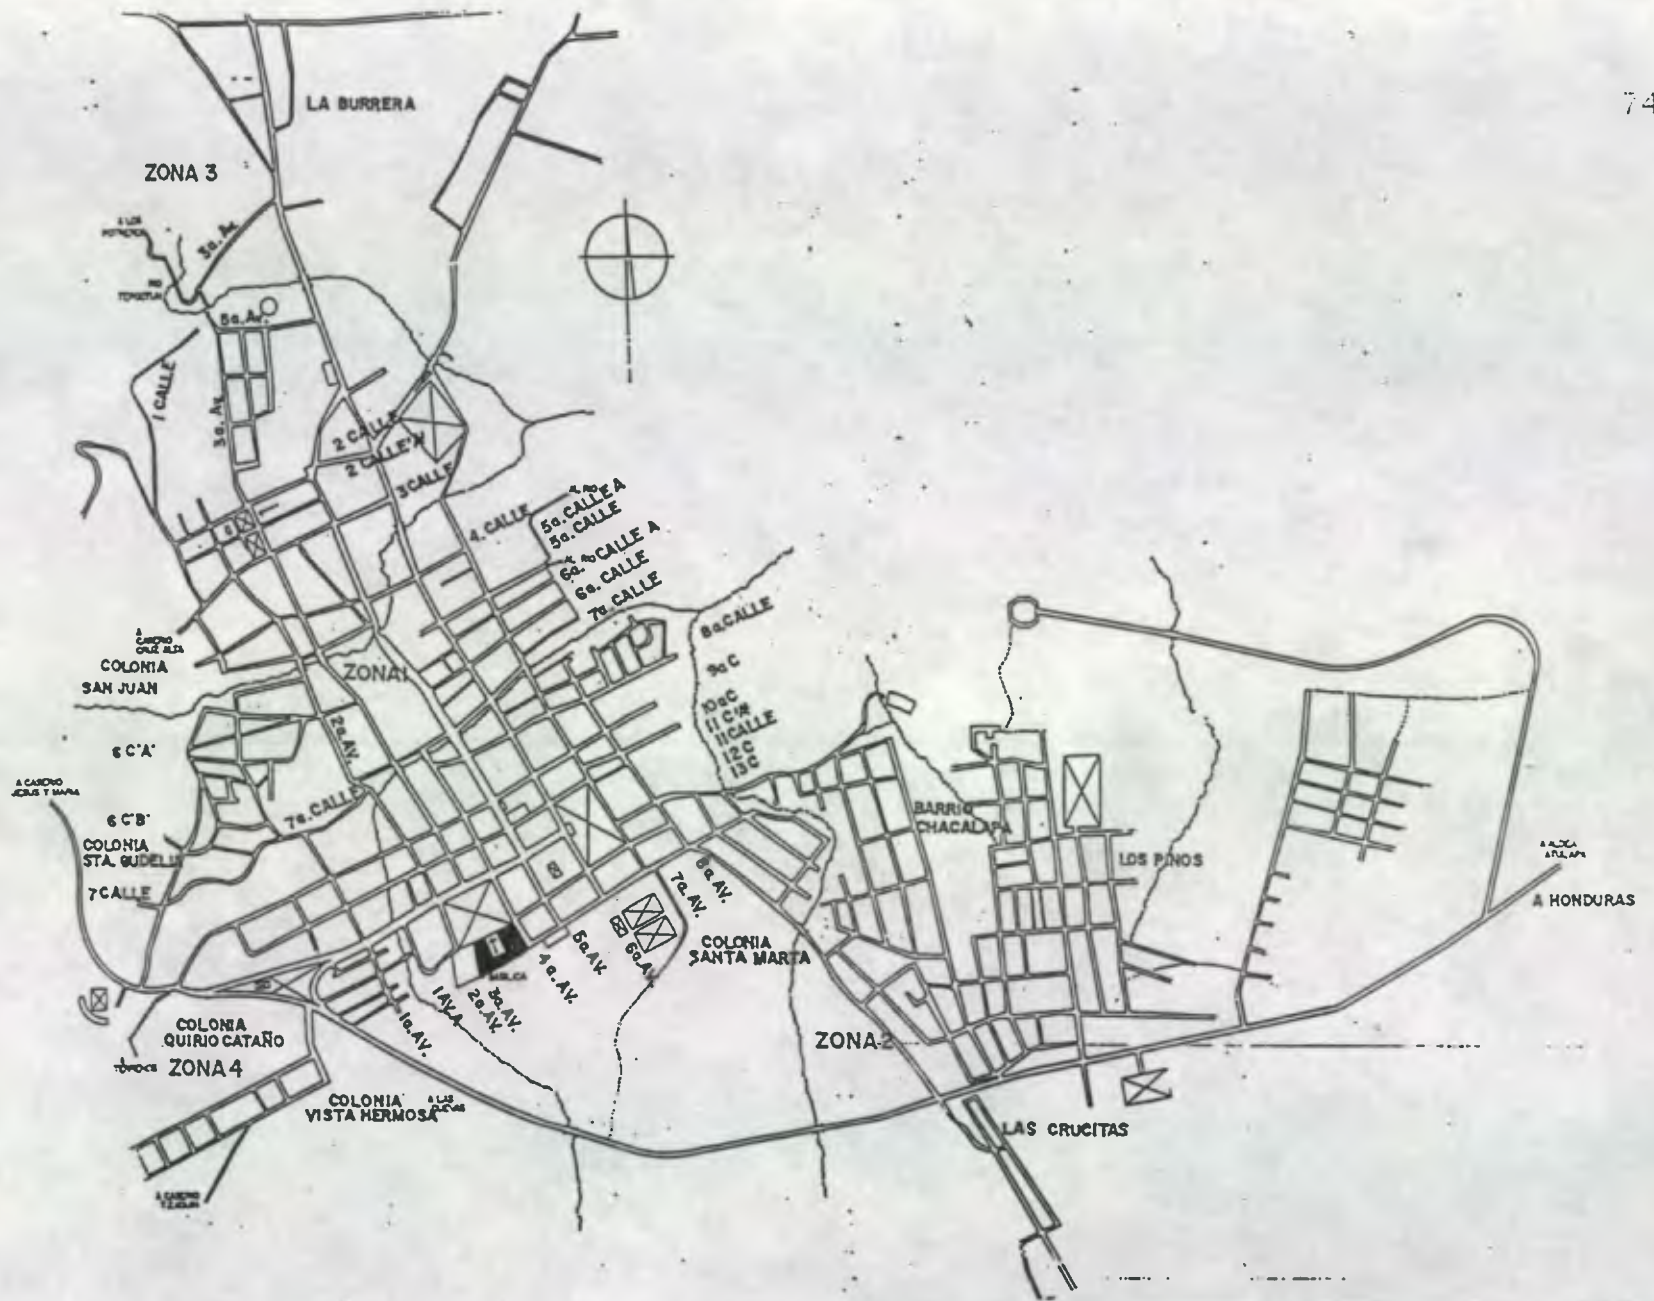 74
LA BURRERA
ZONA 3
3a. Av.
5a. Av.
1 CALLE
3a. Av.
2 CALLE
2 CALLE "A"
3 CALLE
4. CALLE
5a. CALLE A
5a. CALLE
6a. CALLE A
6a. CALLE
7a. CALLE
8a. CALLE
9a C
10a C
11 CALLE
12 C
13 C
COLONIA
SAN JUAN
ZONA 1
2a. AV.
6 C"A"
7a. CALLE
6 C"B"
COLONIA
STA. GUDELIA
7 CALLE
BARRIO
CHACALAPA
LOS PINOS
A HONDURAS
8a. AV.
7a. AV.
COLONIA
SANTA MARTA
6a. AV.
5a. AV.
4a. AV.
3a. AV.
2a. AV.
1 AV. A
1a. AV.
BASILICA
COLONIA
QUIRIO CATAÑO
ZONA 4
COLONIA
VISTA HERMOSA
A LAS
ZONA 2
LAS CRUCITAS